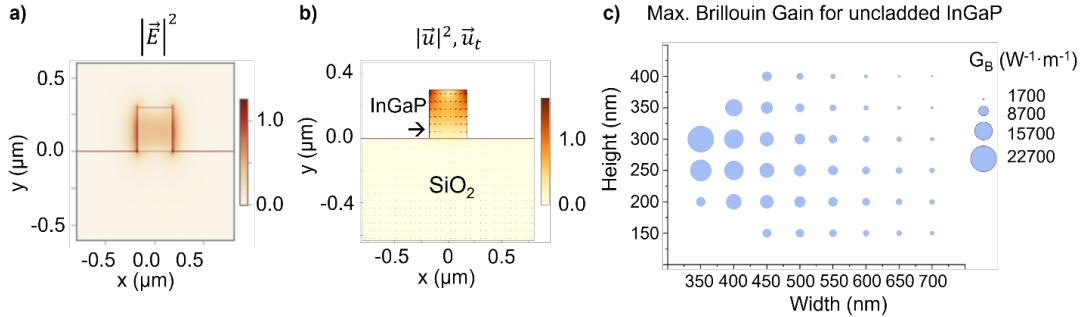 a)
|E⃗|²
y (µm)
0.5
0.0
-0.5
-0.5 0.0 0.5
x (µm)
1.0
0.0
b)
|u⃗|², u⃗ₜ
y (µm)
0.4
0.0
-0.4
InGaP
SiO₂
-0.5 0 0.5
x (µm)
1.0
0.0
c) Max. Brillouin Gain for uncladded InGaP
Height (nm)
400
350
300
250
200
150
350 400 450 500 550 600 650 700
Width (nm)
G_B (W⁻¹·m⁻¹)
1700
8700
15700
22700